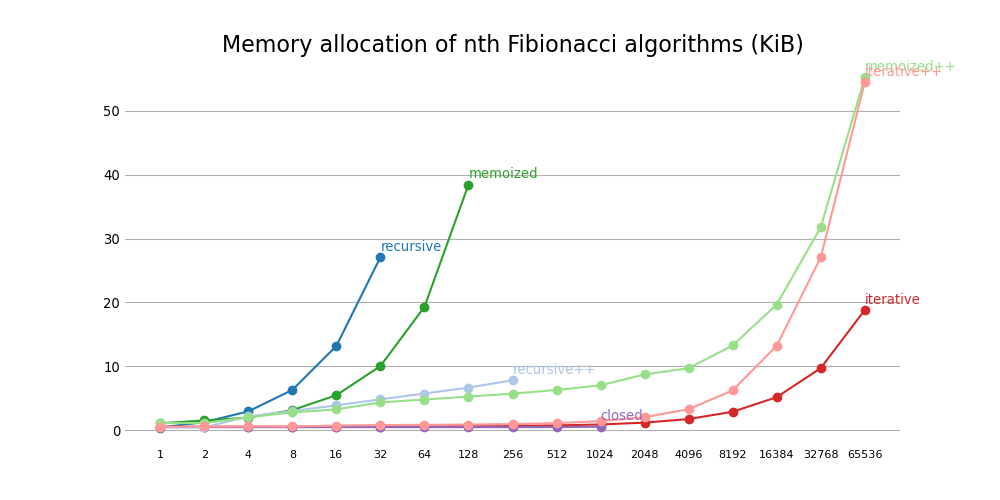 Memory allocation of nth Fibionacci algorithms (KiB)
memoized++
iterative++
50
memoized
40
recursive
30
iterative
20
recursive++
10
closed
0
1 2 4 8 16 32 64 128 256 512 1024 2048 4096 8192 16384 32768 65536